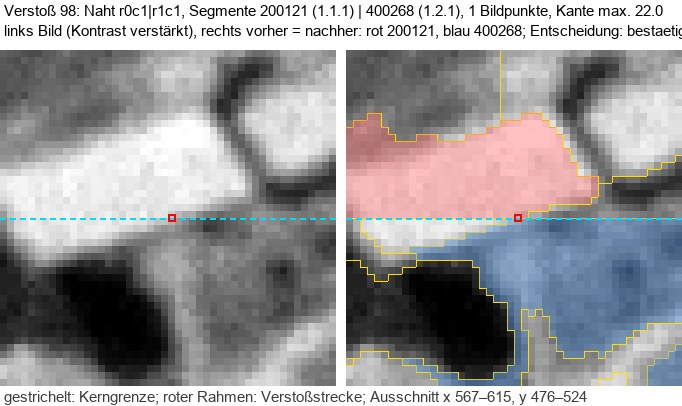 Verstoß 98: Naht r0c1|r1c1, Segmente 200121 (1.1.1) | 400268 (1.2.1), 1 Bildpunkte, Kante max. 22.0
links Bild (Kontrast verstärkt), rechts vorher = nachher: rot 200121, blau 400268; Entscheidung: bestaetig
gestrichelt: Kerngrenze; roter Rahmen: Verstoßstrecke; Ausschnitt x 567–615, y 476–524